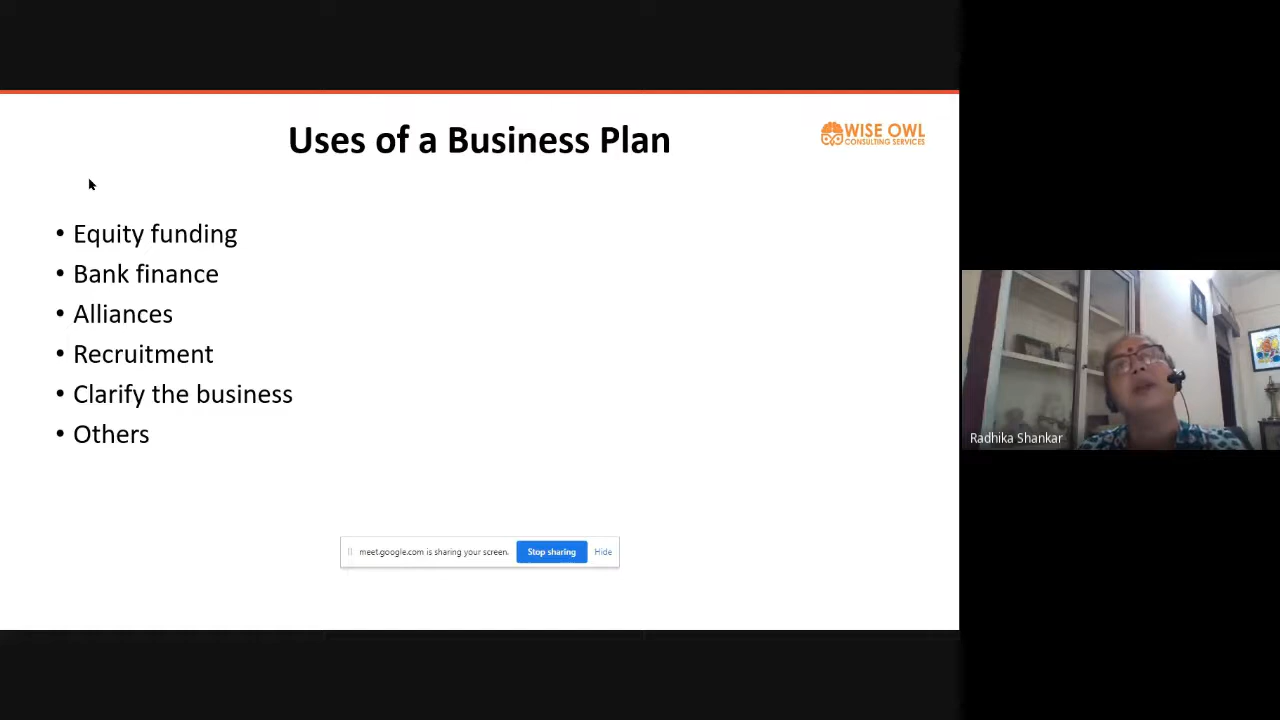 Uses of a Business Plan
WISE OWL
CONSULTING SERVICES
• Equity funding
• Bank finance
• Alliances
• Recruitment
• Clarify the business
• Others
meet.google.com is sharing your screen.
Stop sharing
Hide
Radhika Shankar